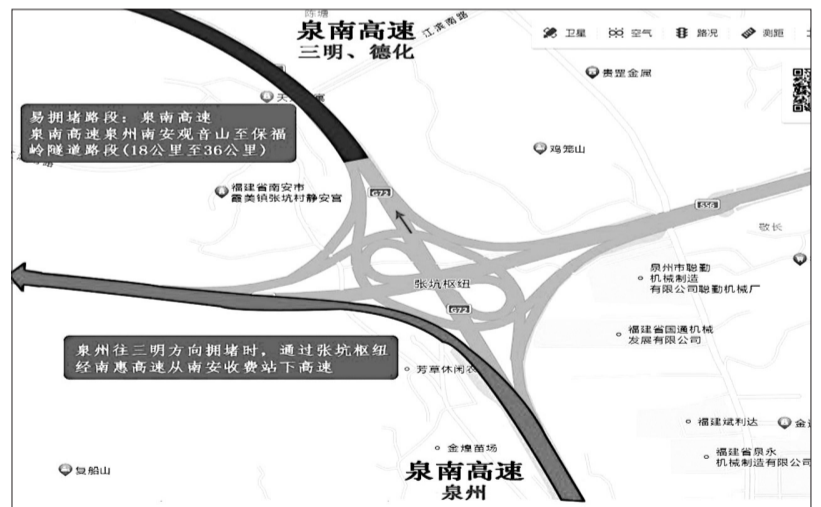 陈塘
泉南高速
三明、德化
江滨南路
卫星
空气
路况
测距
贵罡金属
易拥堵路段：泉南高速
泉南高速泉州南安观音山至保福
岭隧道路段(18公里至36公里)
鸡笼山
福建省南安市
霞美镇张坑村静安宫
G72
S56
敬长
张坑枢纽
泉州市聪勤
机械制造
有限公司聪勤机械厂
G72
福建省国通机械
发展有限公司
泉州往三明方向拥堵时，通过张坑枢纽
经南惠高速从南安收费站下高速
芳草休闲农
福建斌利达
金煌苗场
福建省泉永
机械制造有限公司
复船山
泉南高速
泉州